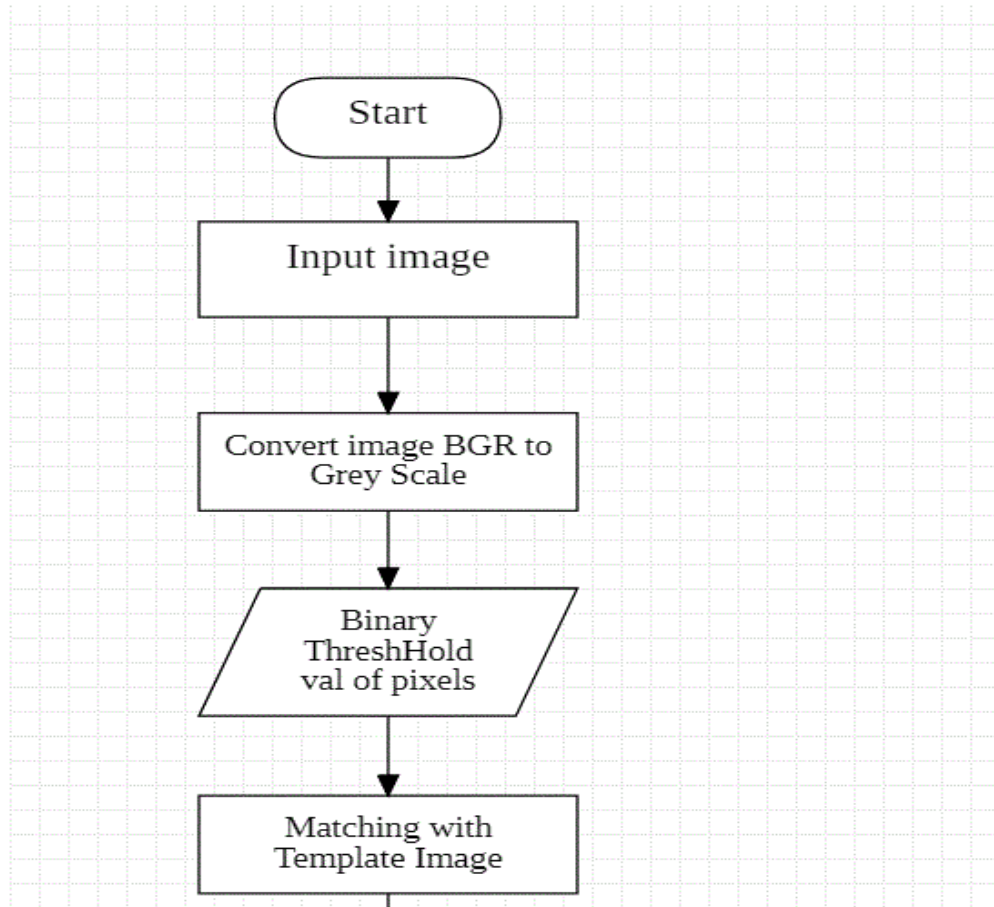 Start
Input image
Convert image BGR to
Grey Scale
Binary
ThreshHold
val of pixels
Matching with
Template Image